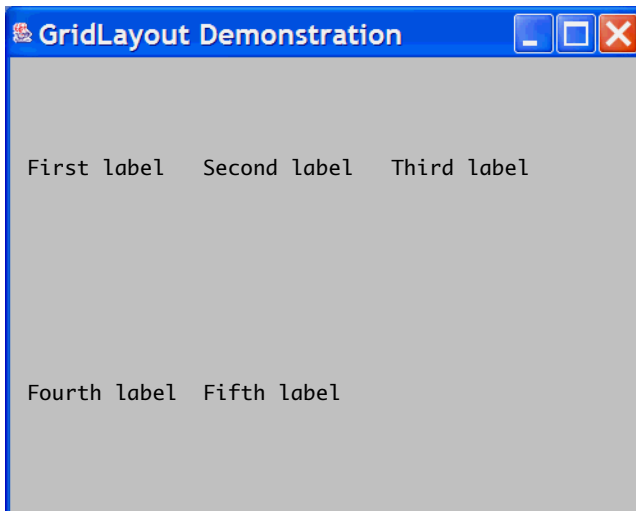 GridLayout Demonstration
First label Second label Third label
Fourth label Fifth label